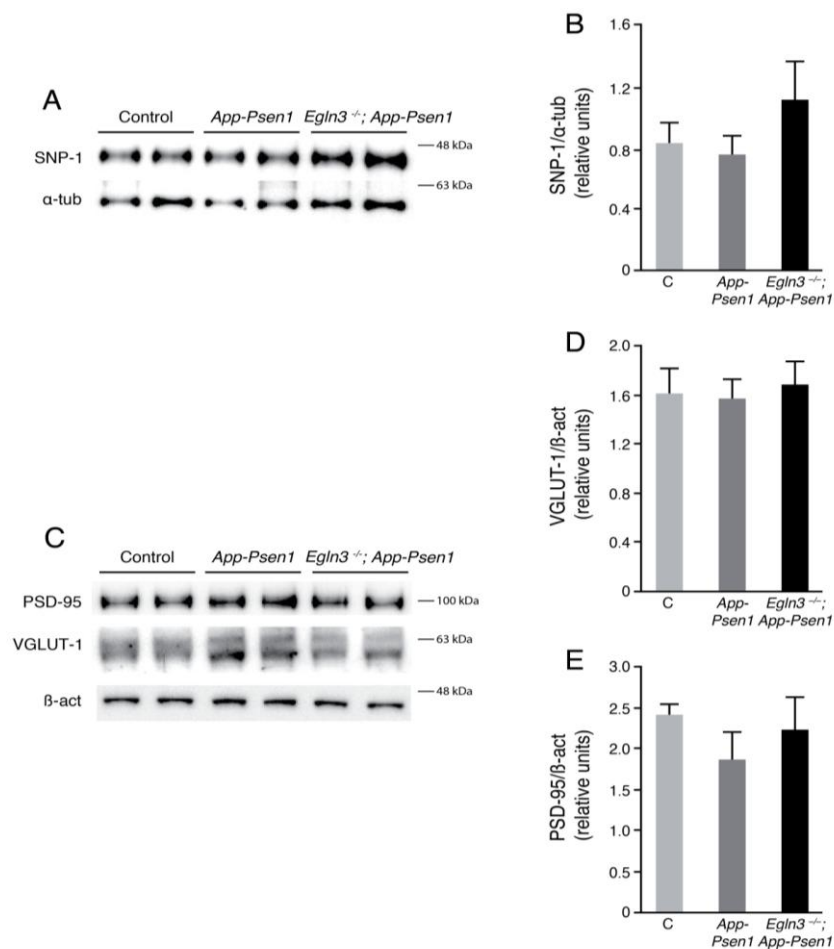 A
Control App-Psen1 Egln3 -/-; App-Psen1
SNP-1
48 kDa
63 kDa
α-tub
B
SNP-1/α-tub
(relative units)
1.6
1.2
0.8
0.4
0
C App-Psen1 Egln3 -/-; App-Psen1
C
Control App-Psen1 Egln3 -/-; App-Psen1
PSD-95
100 kDa
VGLUT-1
63 kDa
48 kDa
ß-act
D
VGLUT-1/ß-act
(relative units)
2.0
1.6
1.2
0.8
0.4
0
C App-Psen1 Egln3 -/-; App-Psen1
E
PSD-95/ß-act
(relative units)
3.0
2.5
2.0
1.5
1.0
0.5
0
C App-Psen1 Egln3 -/-; App-Psen1